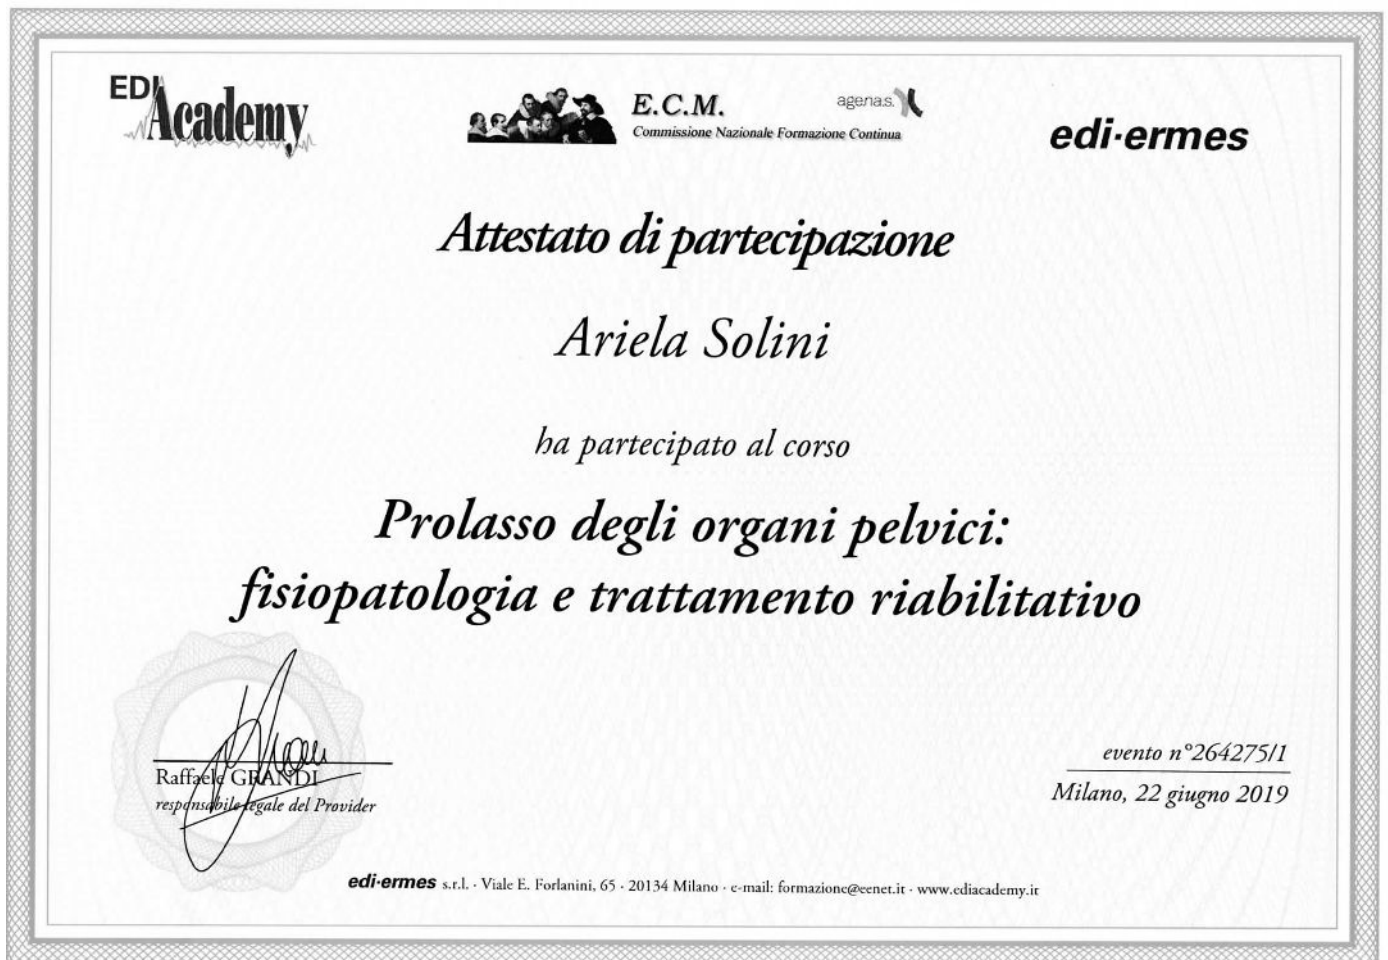 EDI Academy
E.C.M.
Commissione Nazionale Formazione Continua
agenas.
edi·ermes
Attestato di partecipazione
Ariela Solini
ha partecipato al corso
Prolasso degli organi pelvici:
fisiopatologia e trattamento riabilitativo
Raffaele GRANDI
responsabile legale del Provider
evento n°264275/1
Milano, 22 giugno 2019
edi·ermes s.r.l. · Viale E. Forlanini, 65 · 20134 Milano · e-mail: formazione@eenet.it · www.ediacademy.it